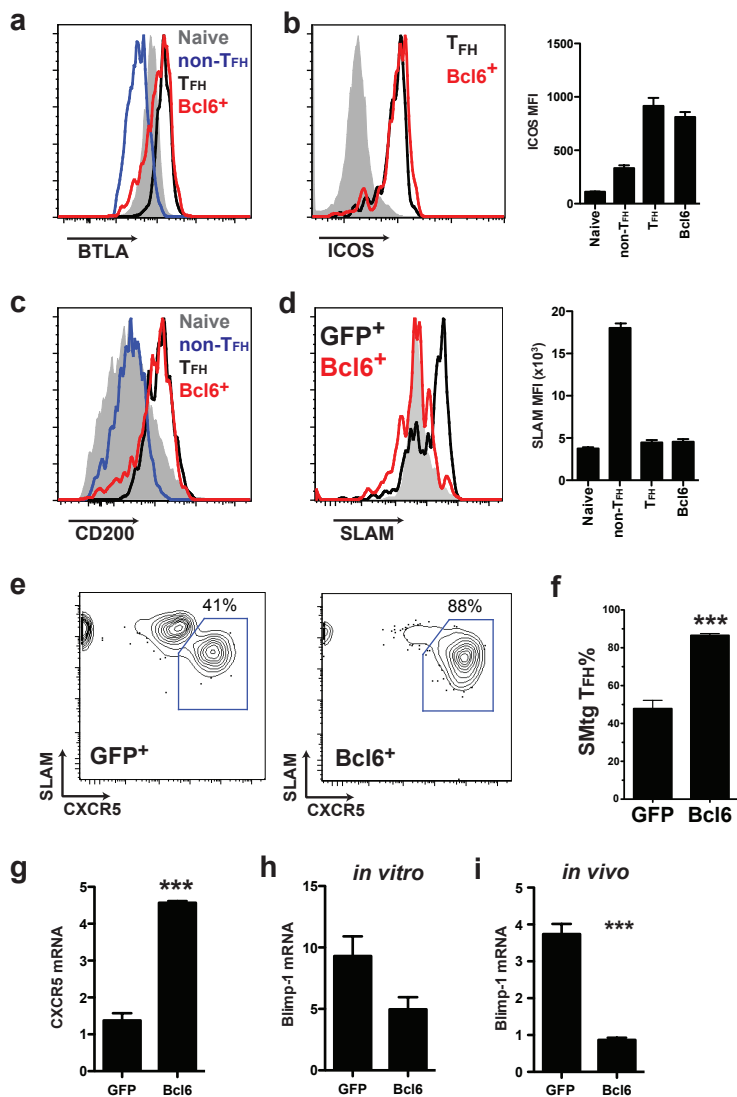 a
Naive
non-TFH
TFH
Bcl6+
BTLA
b
TFH
Bcl6+
ICOS
ICOS MFI
1500
1000
500
0
Naive
non-TFH
TFH
Bcl6
c
Naive
non-TFH
TFH
Bcl6+
CD200
d
GFP+
Bcl6+
SLAM
SLAM MFI (x10³)
20
15
10
5
0
Naive
non-TFH
TFH
Bcl6
e
41%
GFP+
SLAM
CXCR5
88%
Bcl6+
SLAM
CXCR5
f
SMtg TFH%
100
80
60
40
20
0
***
GFP
Bcl6
g
CXCR5 mRNA
5
4
3
2
1
0
***
GFP
Bcl6
h
in vitro
Blimp-1 mRNA
15
10
5
0
GFP
Bcl6
i
in vivo
Blimp-1 mRNA
5
4
3
2
1
0
***
GFP
Bcl6